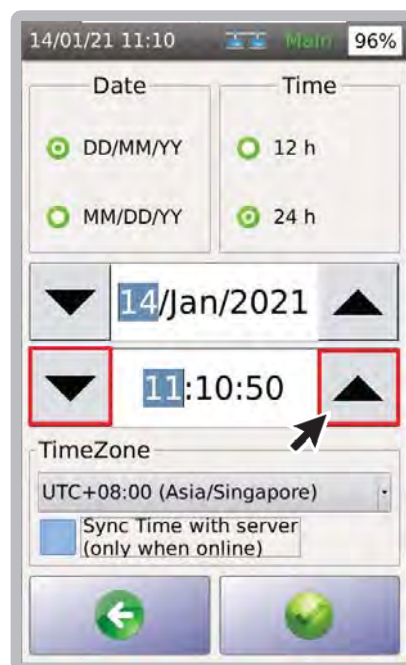 14/01/21 11:10 Main 96%
Date Time
DD/MM/YY 12 h
MM/DD/YY 24 h
14/Jan/2021
11:10:50
TimeZone
UTC+08:00 (Asia/Singapore)
Sync Time with server
(only when online)